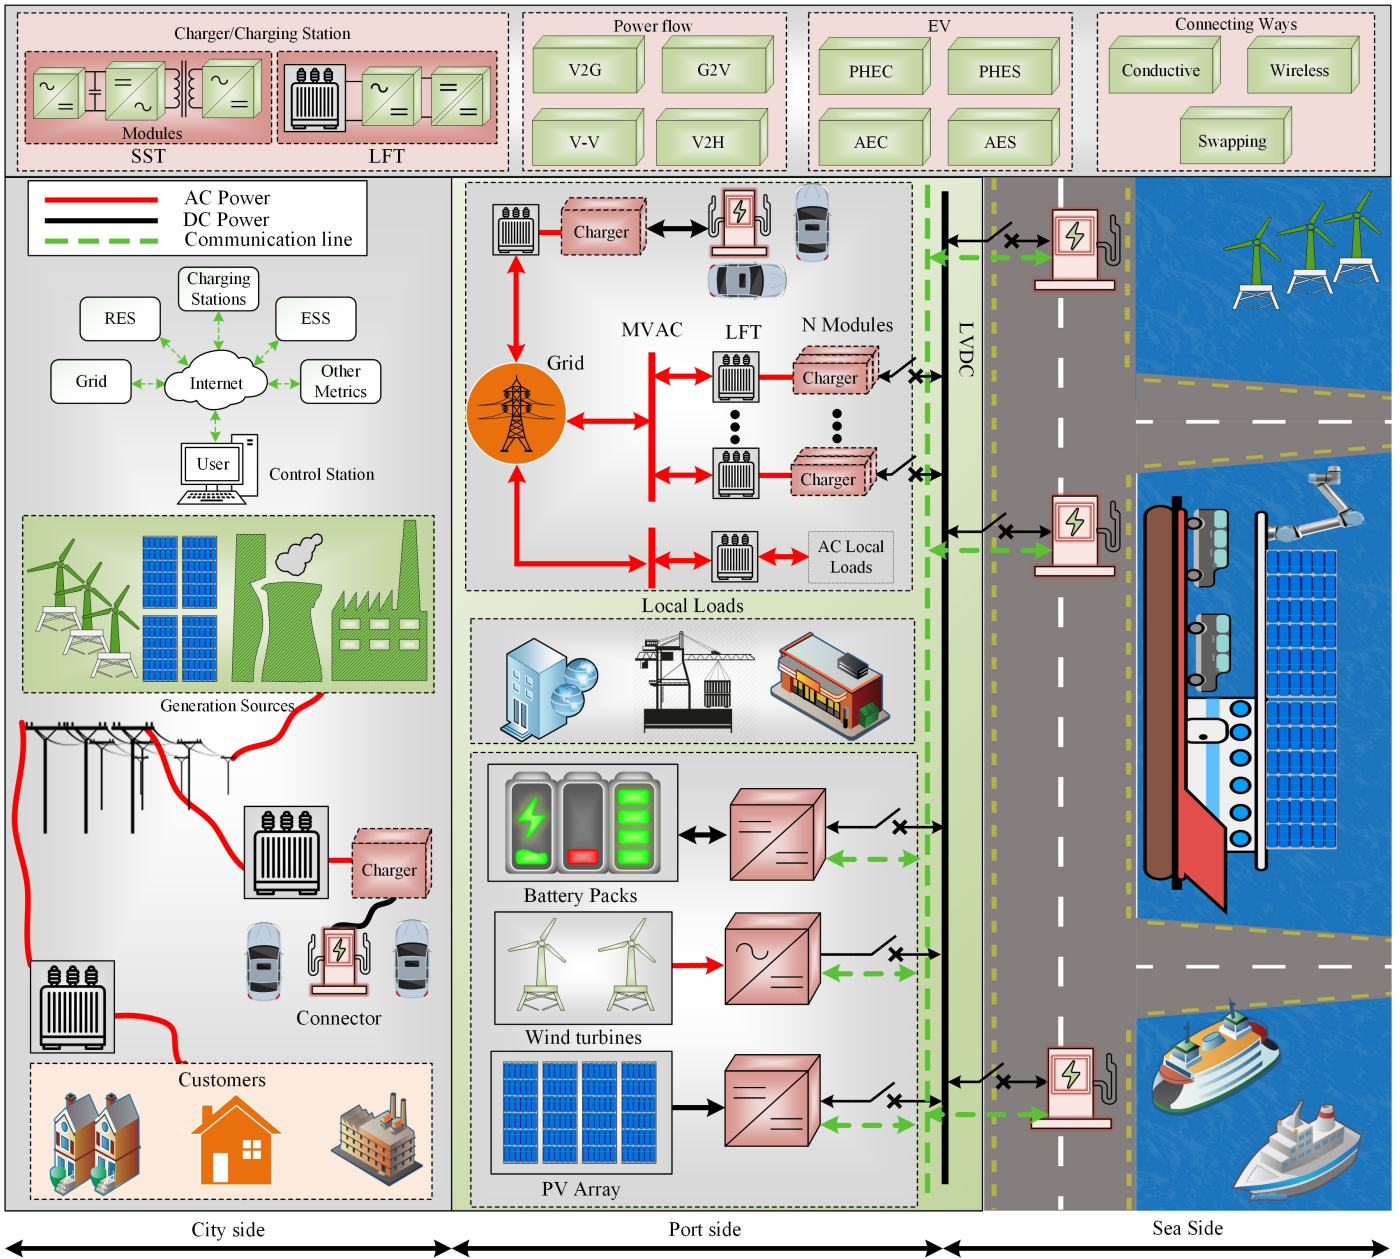 Charger/Charging Station
Modules
SST
LFT
Power flow
V2G
G2V
V-V
V2H
EV
PHEC
PHES
AEC
AES
Connecting Ways
Conductive
Wireless
Swapping
AC Power
DC Power
Communication line
Charging
Stations
RES
ESS
Grid
Internet
Other
Metrics
User
Control Station
Generation Sources
Charger
Connector
Customers
Charger
Grid
MVAC
LFT
N Modules
Charger
Charger
AC Local
Loads
LVDC
Local Loads
Battery Packs
Wind turbines
PV Array
City side
Port side
Sea Side